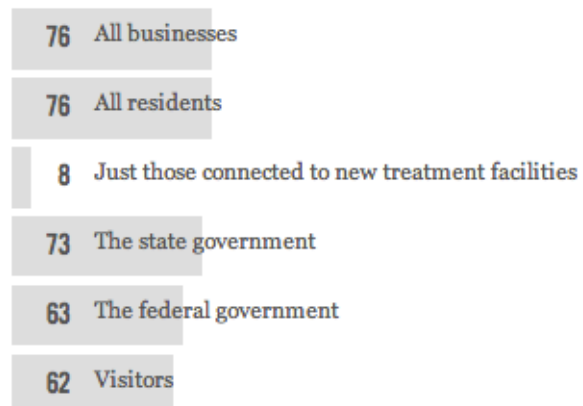 76 All businesses
76 All residents
8 Just those connected to new treatment facilities
73 The state government
63 The federal government
62 Visitors